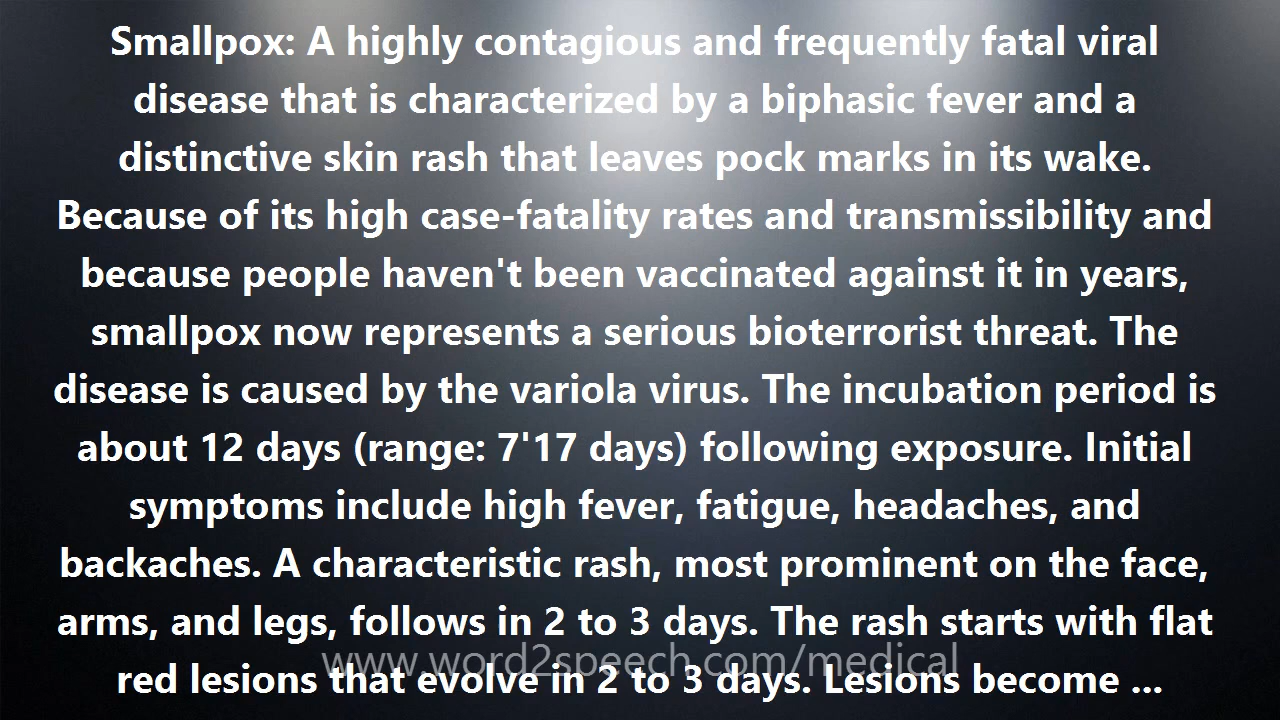 Smallpox: A highly contagious and frequently fatal viral
disease that is characterized by a biphasic fever and a
distinctive skin rash that leaves pock marks in its wake.
Because of its high case-fatality rates and transmissibility and
because people haven't been vaccinated against it in years,
smallpox now represents a serious bioterrorist threat. The
disease is caused by the variola virus. The incubation period is
about 12 days (range: 7'17 days) following exposure. Initial
symptoms include high fever, fatigue, headaches, and
backaches. A characteristic rash, most prominent on the face,
arms, and legs, follows in 2 to 3 days. The rash starts with flat
www.word2speech.com/medical
red lesions that evolve in 2 to 3 days. Lesions become ...